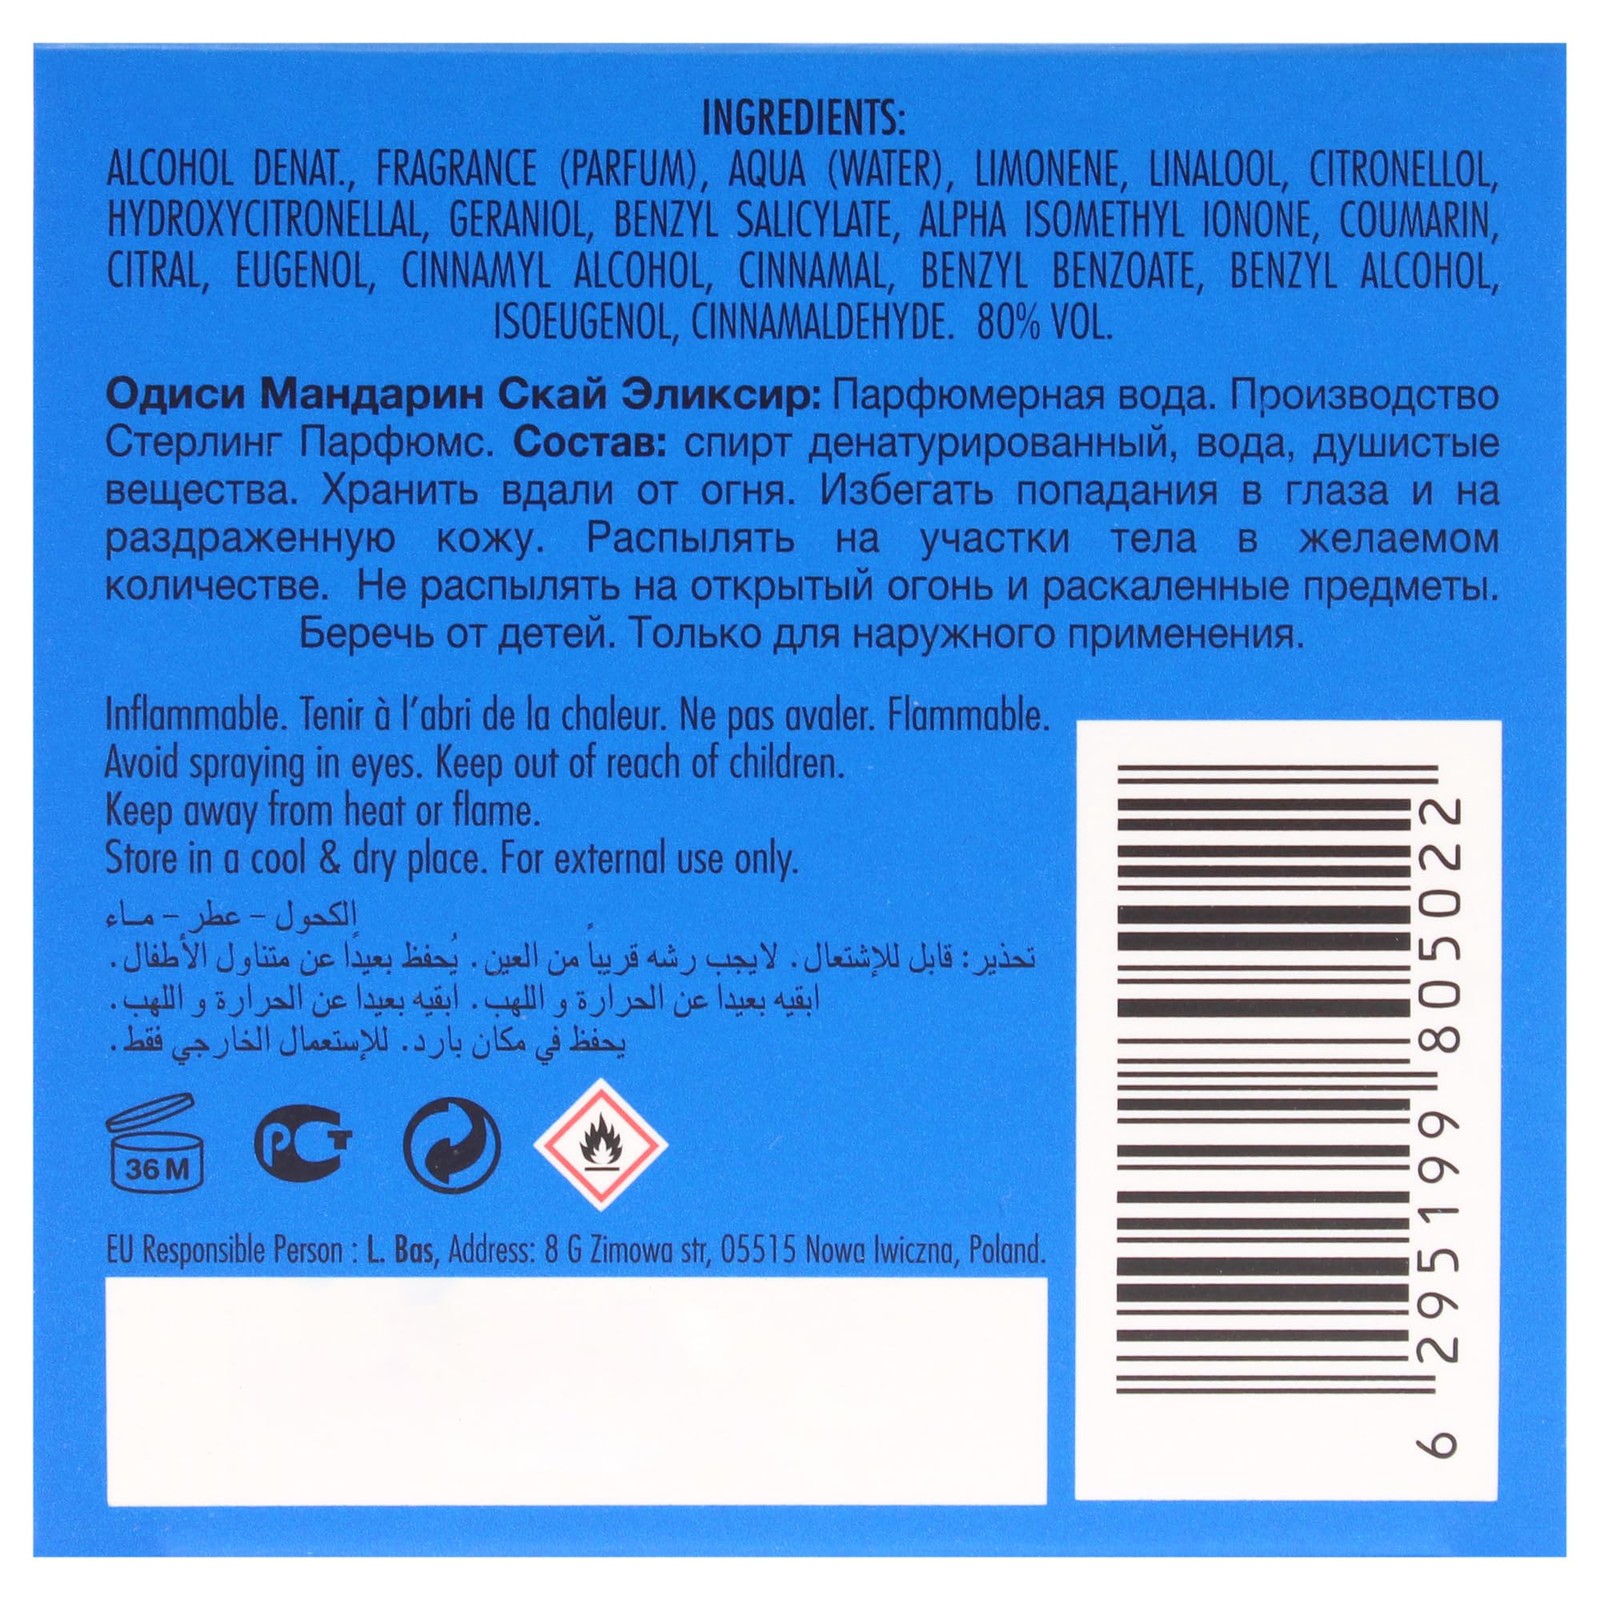 INGREDIENTS:
ALCOHOL DENAT., FRAGRANCE (PARFUM), AQUA (WATER), LIMONENE, LINALOOL, CITRONELLOL,
HYDROXYCITRONELLAL, GERANIOL, BENZYL SALICYLATE, ALPHA ISOMETHYL IONONE, COUMARIN,
CITRAL, EUGENOL, CINNAMYL ALCOHOL, CINNAMAL, BENZYL BENZOATE, BENZYL ALCOHOL,
ISOEUGENOL, CINNAMALDEHYDE. 80% VOL.
Одиси Мандарин Скай Эликсир: Парфюмерная вода. Производство
Стерлинг Парфюмс. Состав: спирт денатурированный, вода, душистые
вещества. Хранить вдали от огня. Избегать попадания в глаза и на
раздраженную кожу. Распылять на участки тела в желаемом
количестве. Не распылять на открытый огонь и раскаленные предметы.
Беречь от детей. Только для наружного применения.
Inflammable. Tenir à l'abri de la chaleur. Ne pas avaler. Flammable.
Avoid spraying in eyes. Keep out of reach of children.
Keep away from heat or flame.
Store in a cool & dry place. For external use only.
الكحول - عطر - ماء
تحذير: قابل للإشتعال. لايجب رشه قريباً من العين. يُحفظ بعيدًا عن متناول الأطفال.
ابقيه بعيدا عن الحرارة و اللهب. ابقيه بعيدا عن الحرارة و اللهب.
يحفظ في مكان بارد. للإستعمال الخارجي فقط.
36 M
РСТ
EU Responsible Person : L. Bas, Address: 8 G Zimowa str, 05515 Nowa Iwiczna, Poland.
6 295199 805022